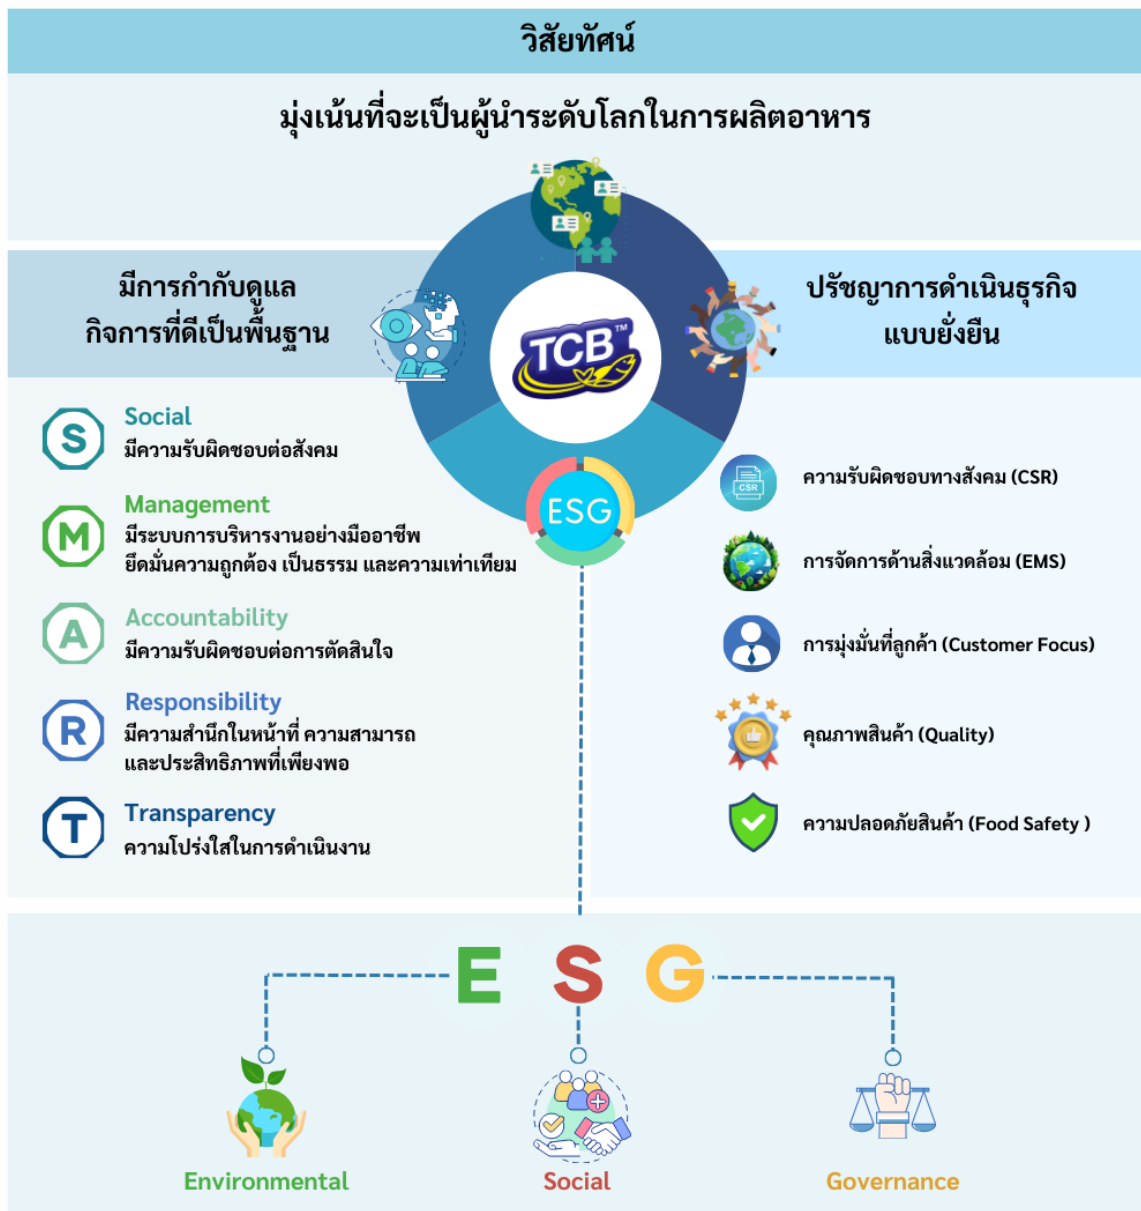 วิสัยทัศน์
มุ่งเน้นที่จะเป็นผู้นำระดับโลกในการผลิตอาหาร
มีการกำกับดูแล
กิจการที่ดีเป็นพื้นฐาน
TCB™
ESG
S
Social
มีความรับผิดชอบต่อสังคม
M
Management
มีระบบการบริหารงานอย่างมืออาชีพ
ยึดมั่นความถูกต้อง เป็นธรรม และความเท่าเทียม
A
Accountability
มีความรับผิดชอบต่อการตัดสินใจ
R
Responsibility
มีความสำนึกในหน้าที่ ความสามารถ
และประสิทธิภาพที่เพียงพอ
T
Transparency
ความโปร่งใสในการดำเนินงาน
ปรัชญาการดำเนินธุรกิจ
แบบยั่งยืน
CSR
ความรับผิดชอบทางสังคม (CSR)
การจัดการด้านสิ่งแวดล้อม (EMS)
การมุ่งมั่นที่ลูกค้า (Customer Focus)
คุณภาพสินค้า (Quality)
ความปลอดภัยสินค้า (Food Safety )
E S G
Environmental
Social
Governance